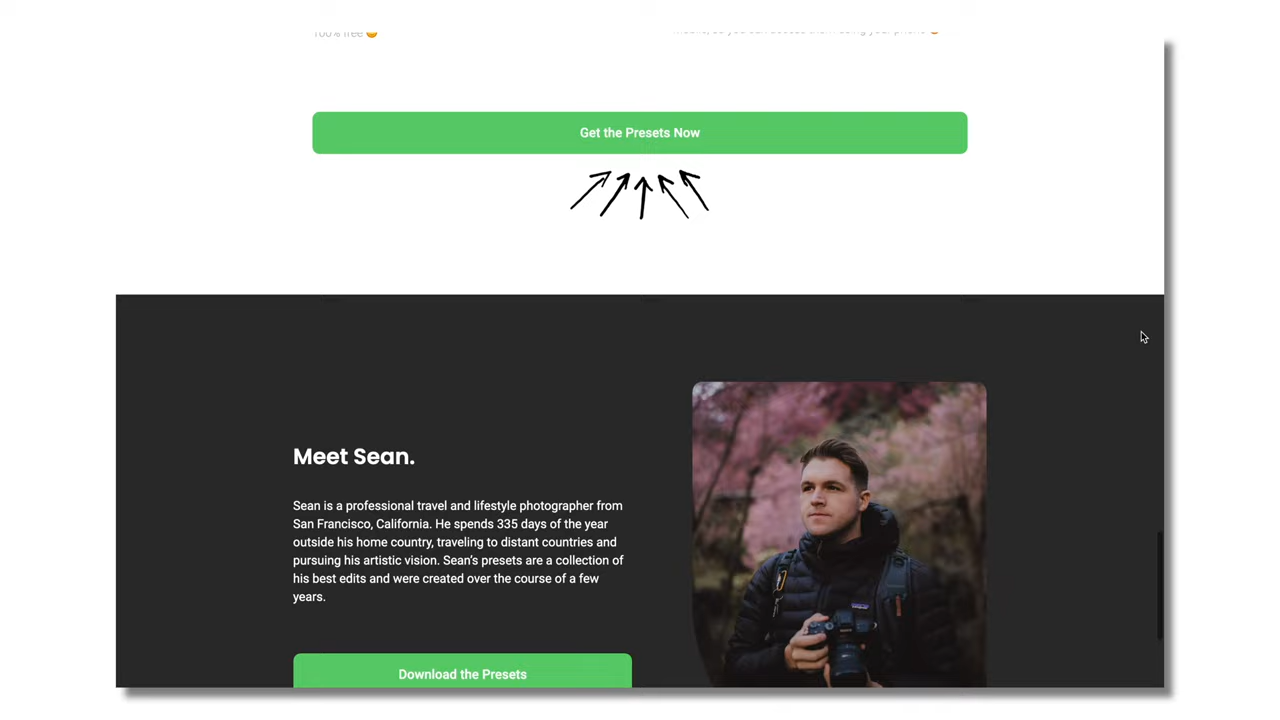 100% free
Get the Presets Now
Meet Sean.
Sean is a professional travel and lifestyle photographer from
San Francisco, California. He spends 335 days of the year
outside his home country, traveling to distant countries and
pursuing his artistic vision. Sean's presets are a collection of
his best edits and were created over the course of a few
years.
Download the Presets